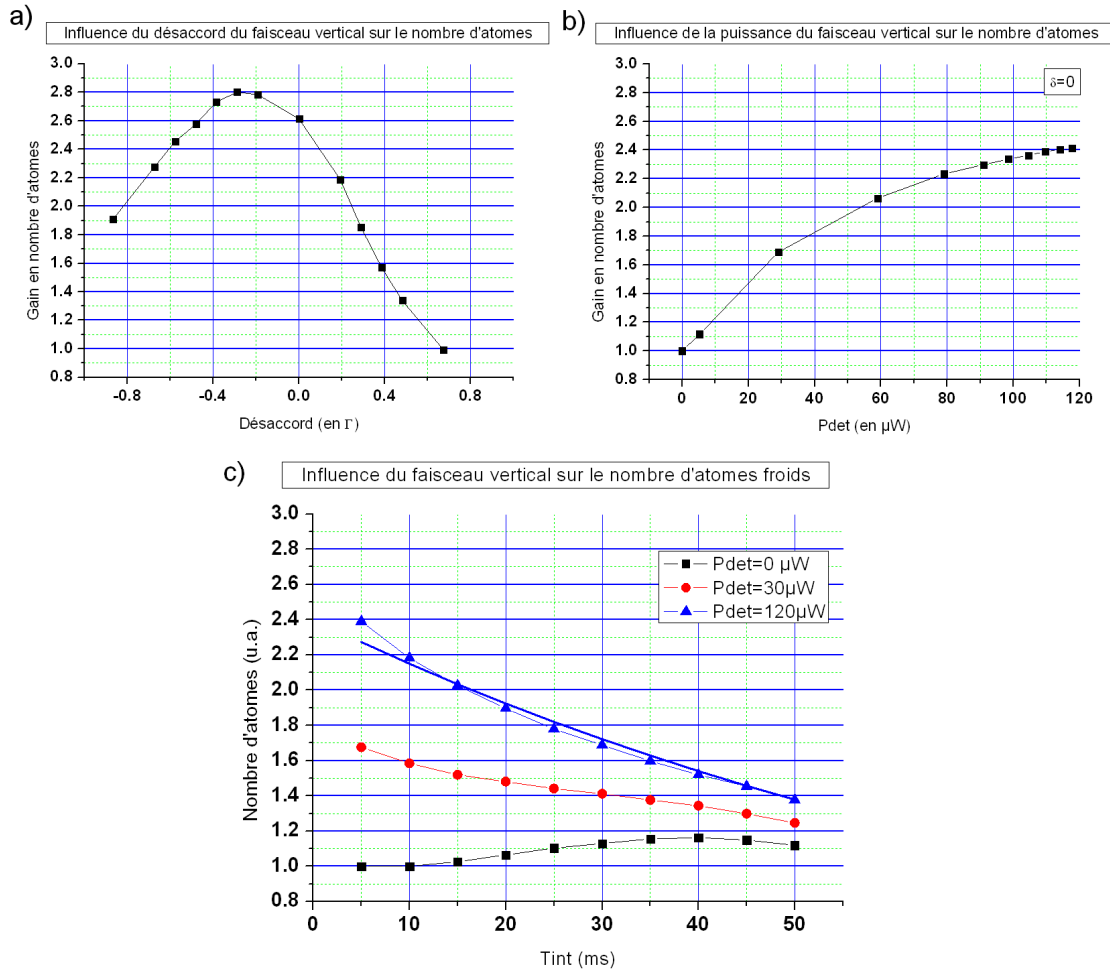 a)
Influence du désaccord du faisceau vertical sur le nombre d'atomes
3.0
2.8
2.6
2.4
2.2
2.0
1.8
1.6
1.4
1.2
1.0
0.8
Gain en nombre d'atomes
-0.8 -0.4 0.0 0.4 0.8
Désaccord (en Γ)
b)
Influence de la puissance du faisceau vertical sur le nombre d'atomes
δ=0
3.0
2.8
2.6
2.4
2.2
2.0
1.8
1.6
1.4
1.2
1.0
0.8
Gain en nombre d'atomes
0 20 40 60 80 100 120
Pdet (en µW)
c)
Influence du faisceau vertical sur le nombre d'atomes froids
3.0
2.8
2.6
2.4
2.2
2.0
1.8
1.6
1.4
1.2
1.0
0.8
Nombre d'atomes (u.a.)
Pdet=0 µW
Pdet=30µW
Pdet=120µW
0 10 20 30 40 50
Tint (ms)